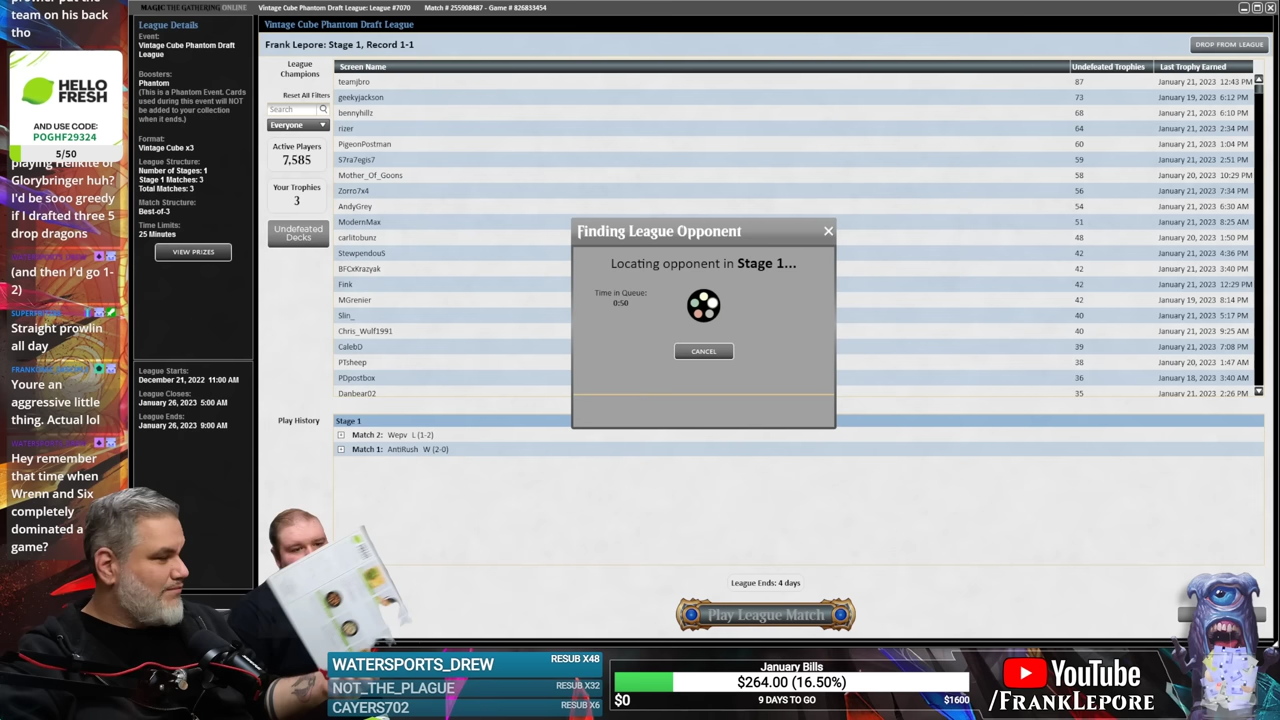 prowler put the
team on his back
tho
HELLO
FRESH
AND USE CODE:
POGHF29324
5/50
playing Hellkite or
Glorybringer huh?
I'd be sooo greedy
if I drafted three 5
drop dragons
WATERSPORTS_DREW
(and then I'd go 1-
2)
Straight prowlin
all day
Youre an
aggressive little
thing. Actual lol
Hey remember
that time when
Wrenn and Six
completely
dominated a
game?
MAGIC THE GATHERING ONLINE
Vintage Cube Phantom Draft League: League #7070 Match # 255908487 - Game # 826833454
League Details
Event:
Vintage Cube Phantom Draft
League
Boosters:
Phantom
(This is a Phantom Event. Cards
used during this event will NOT
be added to your collection
when it ends.)
Format:
Vintage Cube x3
League Structure:
Number of Stages: 1
Stage 1 Matches: 3
Total Matches: 3
Match Structure:
Best-of-3
Time Limits:
25 Minutes
VIEW PRIZES
League Starts:
December 21, 2022 11:00 AM
League Closes:
January 26, 2023 5:00 AM
League Ends:
January 26, 2023 9:00 AM
Vintage Cube Phantom Draft League
Frank Lepore: Stage 1, Record 1-1
DROP FROM LEAGUE
League
Champions
Reset All Filters
Search
Everyone
Active Players
7,585
Your Trophies
3
Undefeated
Decks
Screen Name Undefeated Trophies Last Trophy Earned
teamjbro 87 January 21, 2023 12:43 PM
geekyjackson 73 January 19, 2023 6:12 PM
bennyhillz 68 January 21, 2023 6:10 PM
rizer 64 January 21, 2023 2:34 PM
PigeonPostman 60 January 21, 2023 1:04 PM
S7ra7egis7 59 January 21, 2023 2:51 PM
Mother_Of_Goons 58 January 20, 2023 10:29 PM
Zorro7x4 56 January 21, 2023 7:34 PM
AndyGrey 54 January 21, 2023 6:30 AM
ModernMax 51 January 21, 2023 8:25 AM
carlitobunz 48 January 20, 2023 1:50 PM
StewpendouS 42 January 21, 2023 4:36 PM
BFCxKrazyak 42 January 21, 2023 9:46 AM
Fink 42 January 21, 2023 12:29 PM
MGrenier 42 January 19, 2023 8:14 PM
Slin_ 40 January 21, 2023 5:17 PM
Chris_Wulf1991 40 January 21, 2023 9:25 AM
CalebD 39 January 21, 2023 7:08 PM
PTsheep 38 January 20, 2023 1:47 AM
PDpostbox 36 January 18, 2023 3:40 AM
Danbear02 35 January 21, 2023 2:26 PM
Finding League Opponent
Locating opponent in Stage 1...
Time in Queue:
0:50
CANCEL
Play History
Stage 1
Match 2: Wepv L (1-2)
Match 1: AntiRush W (2-0)
League Ends: 4 days
Play League Match
WATERSPORTS_DREW RESUB X48
NOT_THE_PLAGUE RESUB X32
CAYERS702 RESUB X6
January Bills
$264.00 (16.50%)
$0 9 DAYS TO GO $1600
YouTube
/FRANKLEPORE